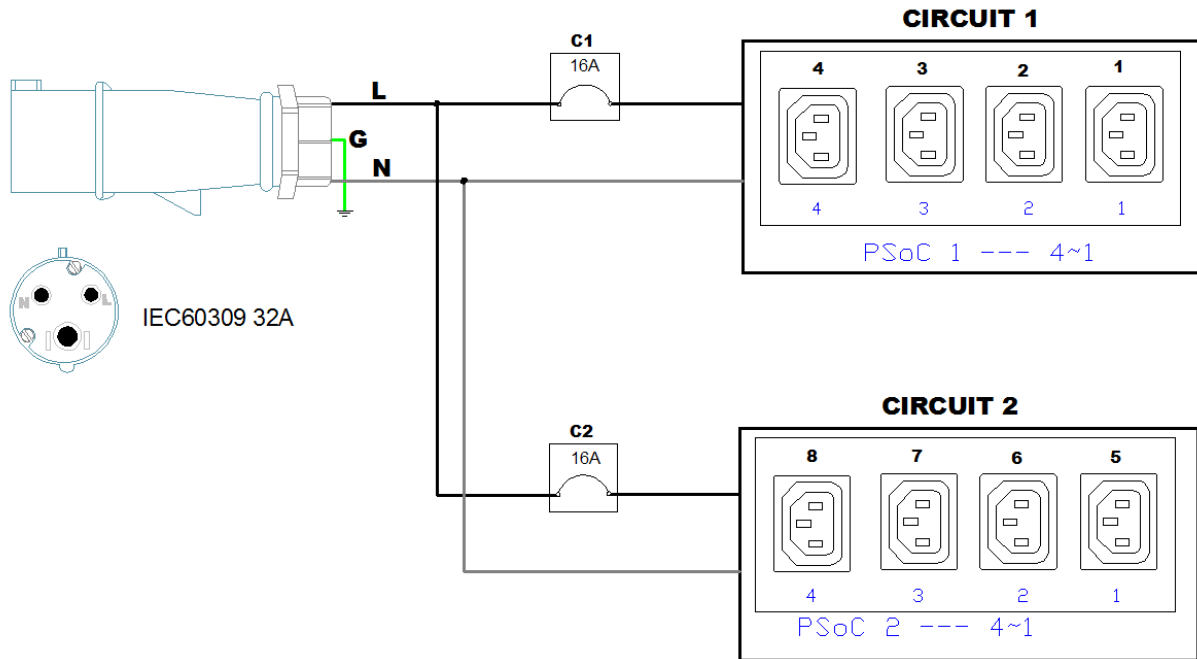 CIRCUIT 1
C1
16A
4 3 2 1
L
G
N
4 3 2 1
PSoC 1 --- 4~1
N L
IEC60309 32A
CIRCUIT 2
C2
16A
8 7 6 5
4 3 2 1
PSoC 2 --- 4~1